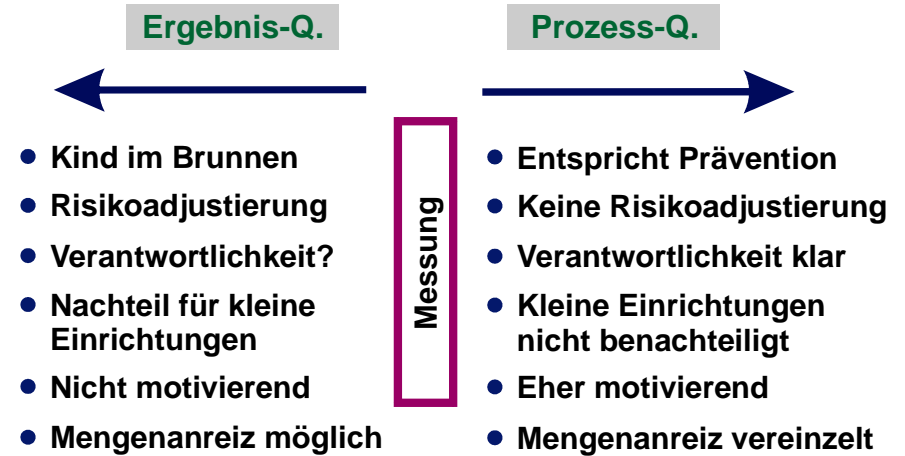 Ergebnis-Q.
Prozess-Q.
• Kind im Brunnen
• Risikoadjustierung
• Verantwortlichkeit?
• Nachteil für kleine
Einrichtungen
• Nicht motivierend
• Mengenanreiz möglich
Messung
• Entspricht Prävention
• Keine Risikoadjustierung
• Verantwortlichkeit klar
• Kleine Einrichtungen
nicht benachteiligt
• Eher motivierend
• Mengenanreiz vereinzelt